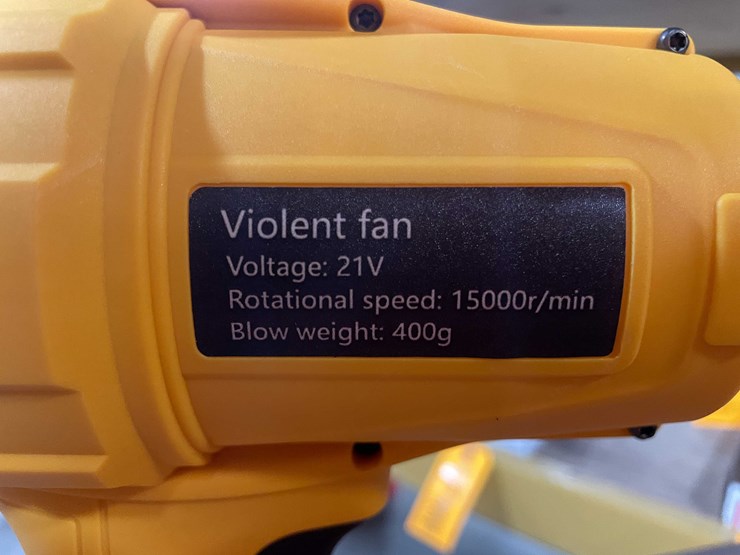 Violent fan
Voltage: 21V
Rotational speed: 15000r/min
Blow weight: 400g